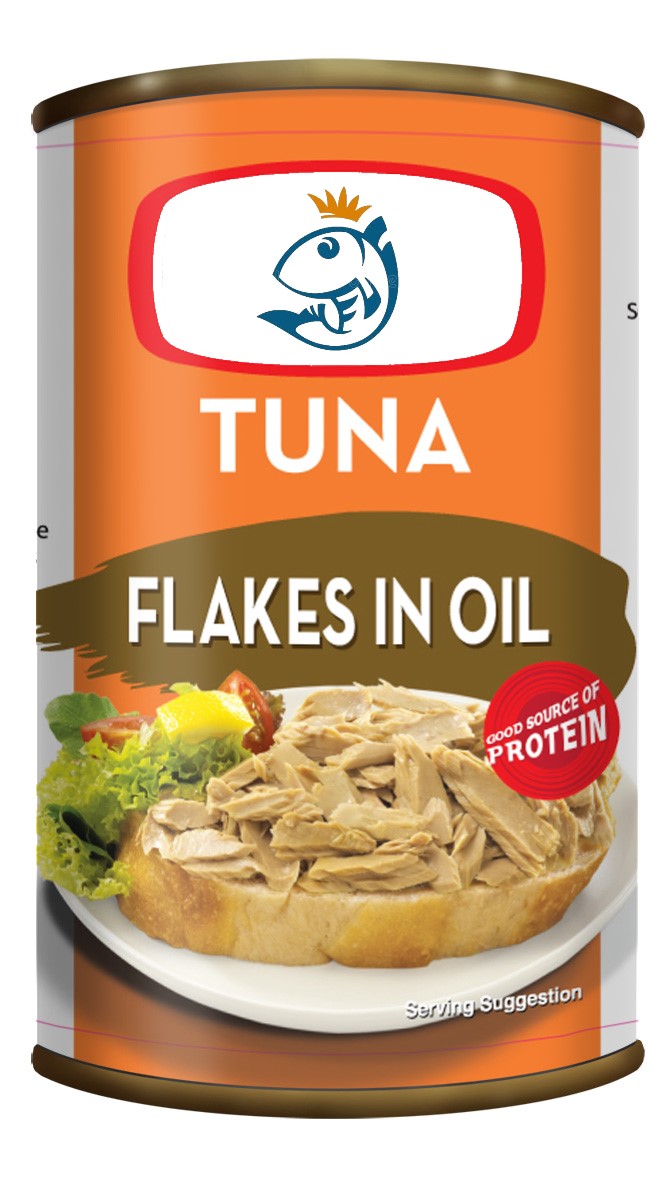 TUNA
FLAKES IN OIL
GOOD SOURCE OF
PROTEIN
Serving Suggestion
s
e